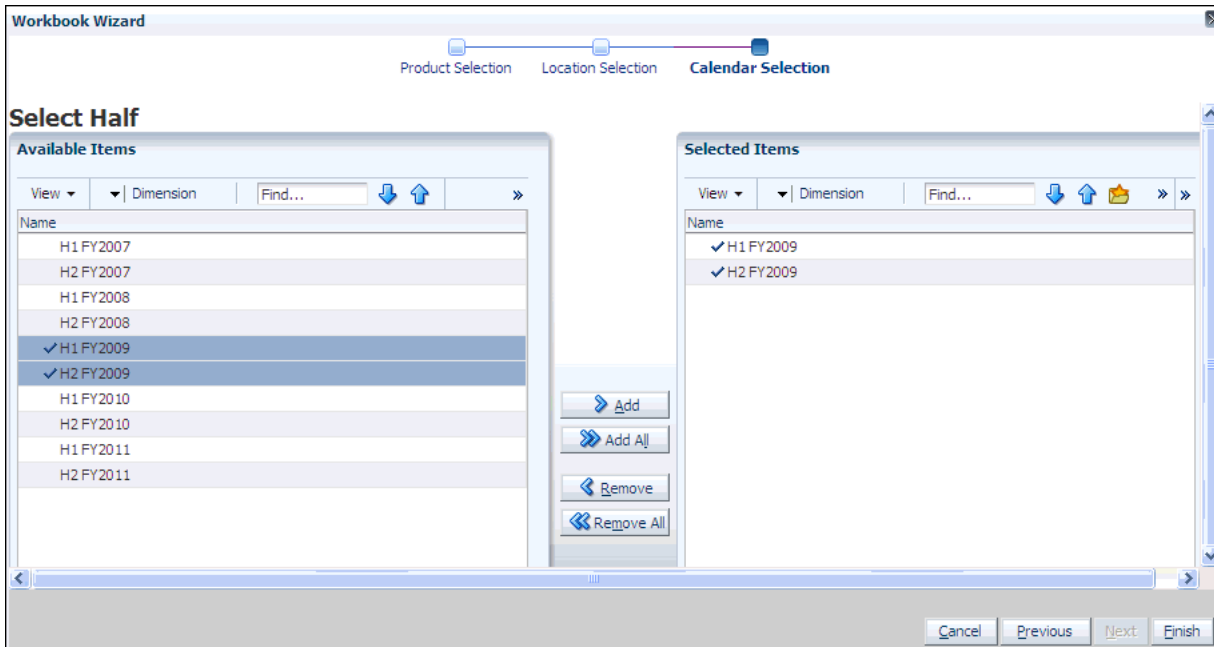 Workbook Wizard
Product Selection Location Selection Calendar Selection
Select Half
Available Items
View Dimension Find... »
Name
H1 FY2007
H2 FY2007
H1 FY2008
H2 FY2008
H1 FY2009
H2 FY2009
H1 FY2010
H2 FY2010
H1 FY2011
H2 FY2011
Add
Add All
Remove
Remove All
Selected Items
View Dimension Find... » »
Name
H1 FY2009
H2 FY2009
Cancel Previous Next Finish